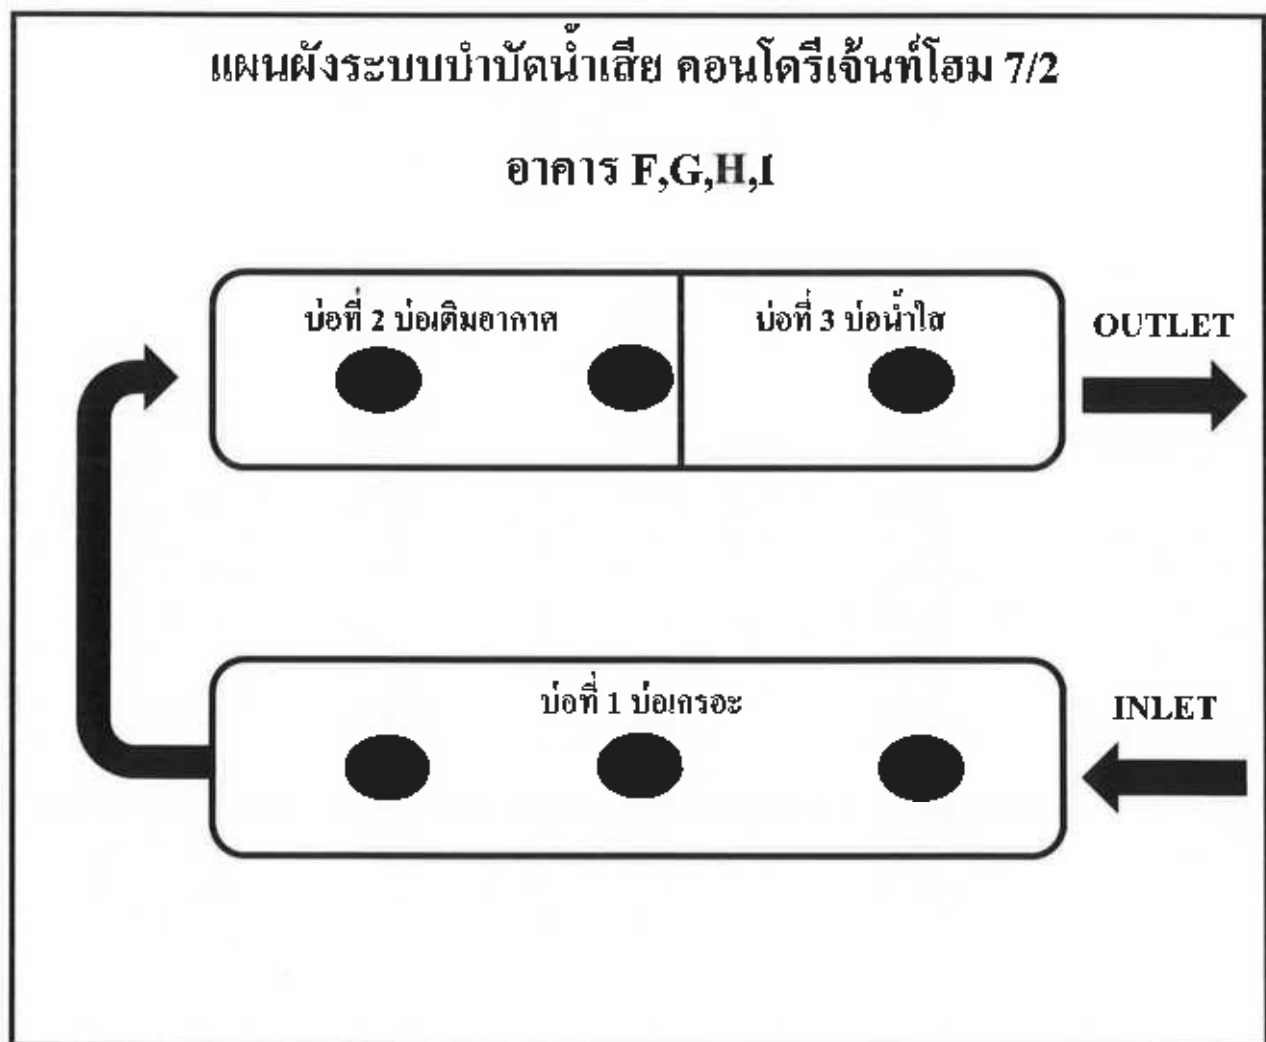 แผนผังระบบบำบัดน้ำเสีย คอนโดรีเจ้นท์โฮม 7/2
อาคาร F,G,H,I
บ่อที่ 2 บ่อเติมอากาศ
บ่อที่ 3 บ่อน้ำใส
OUTLET
บ่อที่ 1 บ่อเกรอะ
INLET